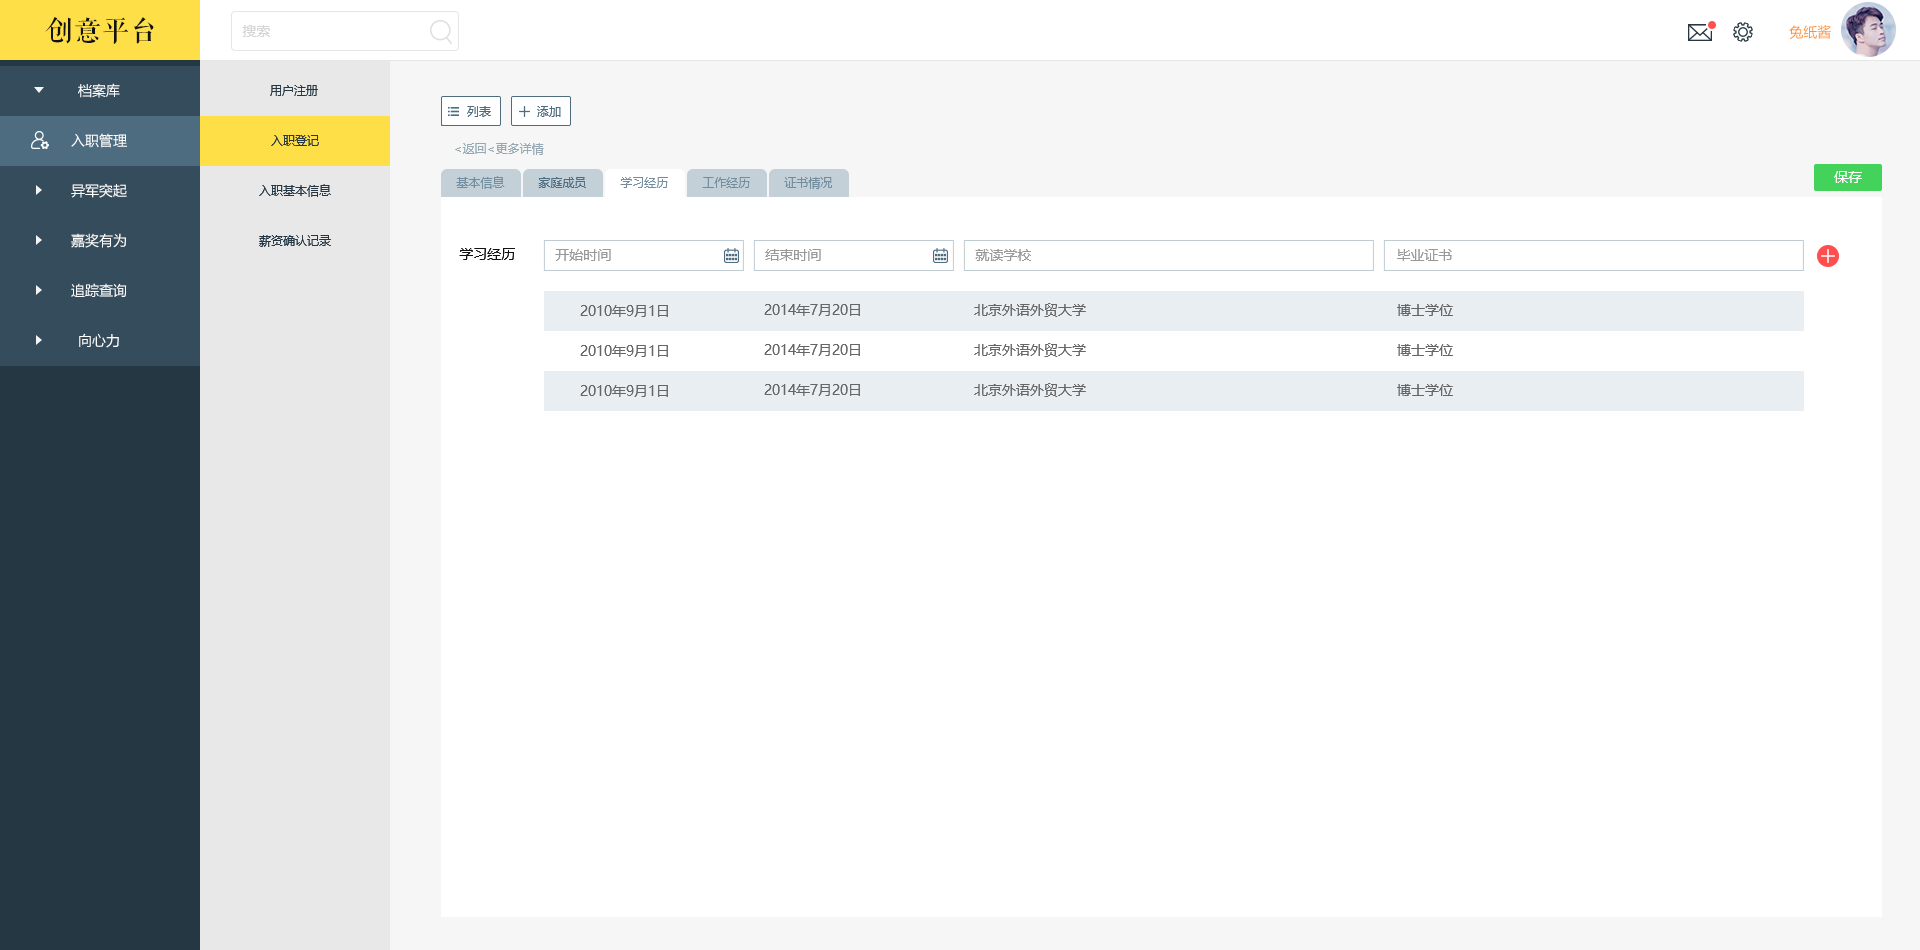 创意平台
搜索
兔纸酱
档案库
入职管理
异军突起
嘉奖有为
追踪查询
向心力
用户注册
入职登记
入职基本信息
薪资确认记录
列表
添加
<返回<更多详情
基本信息
家庭成员
学习经历
工作经历
证书情况
保存
学习经历
开始时间
结束时间
就读学校
毕业证书
2010年9月1日 2014年7月20日 北京外语外贸大学 博士学位
2010年9月1日 2014年7月20日 北京外语外贸大学 博士学位
2010年9月1日 2014年7月20日 北京外语外贸大学 博士学位